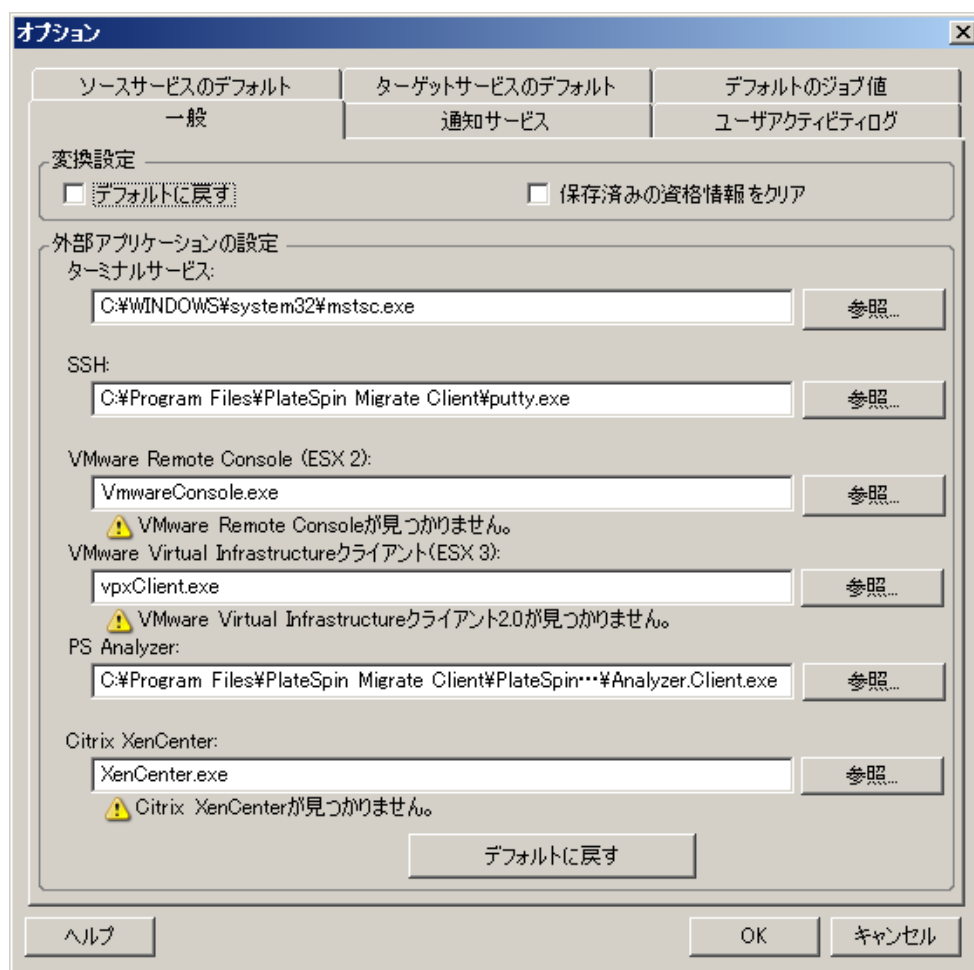 オプション
ソースサービスのデフォルト
ターゲットサービスのデフォルト
デフォルトのジョブ値
一般
通知サービス
ユーザアクティビティログ
変換設定
デフォルトに戻す
保存済みの資格情報をクリア
外部アプリケーションの設定
ターミナルサービス:
C:¥WINDOWS¥system32¥mstsc.exe
参照...
SSH:
C:¥Program Files¥PlateSpin Migrate Client¥putty.exe
参照...
VMware Remote Console (ESX 2):
VmwareConsole.exe
参照...
VMware Remote Consoleが見つかりません。
VMware Virtual Infrastructureクライアント(ESX 3):
vpxClient.exe
参照...
VMware Virtual Infrastructureクライアント2.0が見つかりません。
PS Analyzer:
C:¥Program Files¥PlateSpin Migrate Client¥PlateSpin…¥Analyzer.Client.exe
参照...
Citrix XenCenter:
XenCenter.exe
参照...
Citrix XenCenterが見つかりません。
デフォルトに戻す
ヘルプ
OK
キャンセル